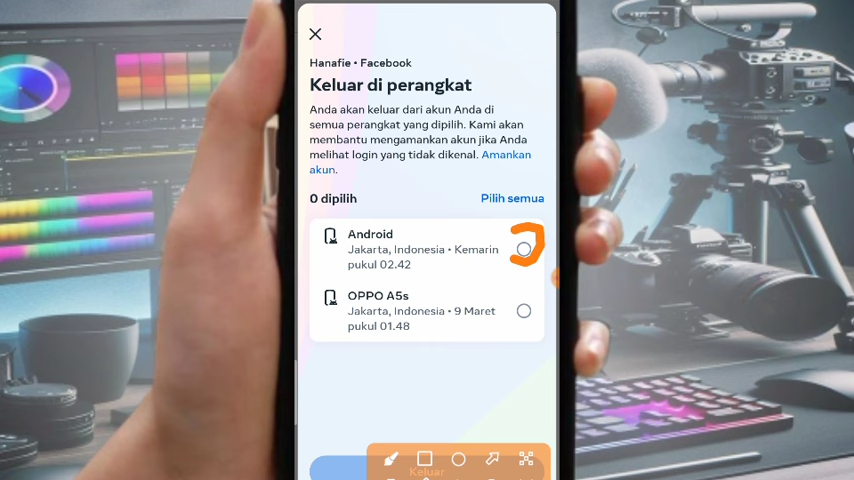 Hanafie • Facebook
Keluar di perangkat
Anda akan keluar dari akun Anda di
semua perangkat yang dipilih. Kami akan
membantu mengamankan akun jika Anda
melihat login yang tidak dikenal. Amankan
akun.
0 dipilih
Pilih semua
Android
Jakarta, Indonesia • Kemarin
pukul 02.42
OPPO A5s
Jakarta, Indonesia • 9 Maret
pukul 01.48
Keluar